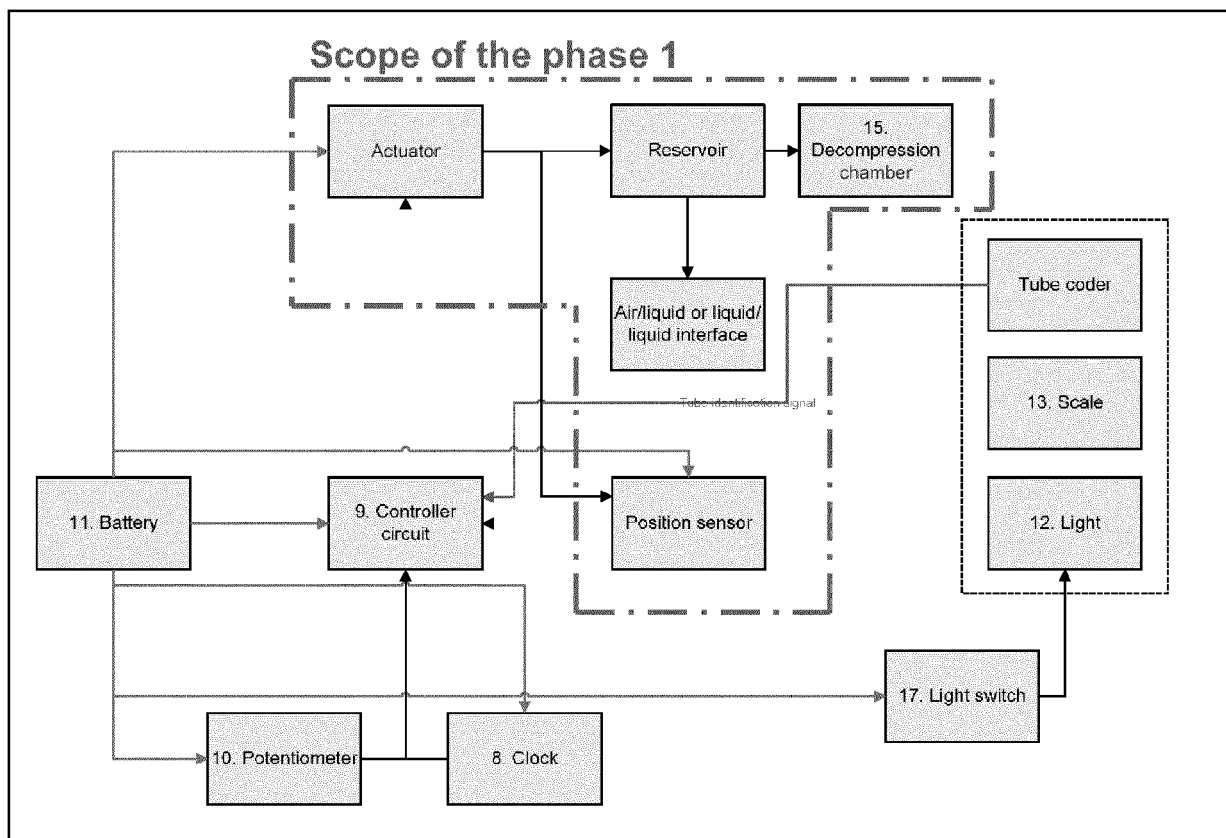 Scope of the phase 1
Actuator
Reservoir
15.
Decompression
chamber
Air/liquid or liquid/
liquid interface
Tube coder
Tube identification signal
13. Scale
11. Battery
9. Controller
circuit
Position sensor
12. Light
17. Light switch
10. Potentiometer
8. Clock